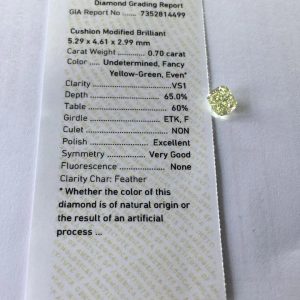 Diamond Grading Report
GIA Report No ....... 7352814499
Cushion Modified Brilliant
5.29 x 4.61 x 2.99 mm
Carat Weight ............... 0.70 carat
Color ..... Undetermined, Fancy
Yellow-Green, Even*
Clarity ................................. VS1
Depth ................................ 65.0%
Table .................................. 60%
Girdle .............................. ETK, F
Culet ................................. NON
Polish .......................... Excellent
Symmetry ................. Very Good
Fluorescence ................... None
Clarity Char: Feather
* Whether the color of this
diamond is of natural origin or
the result of an artificial
process ...